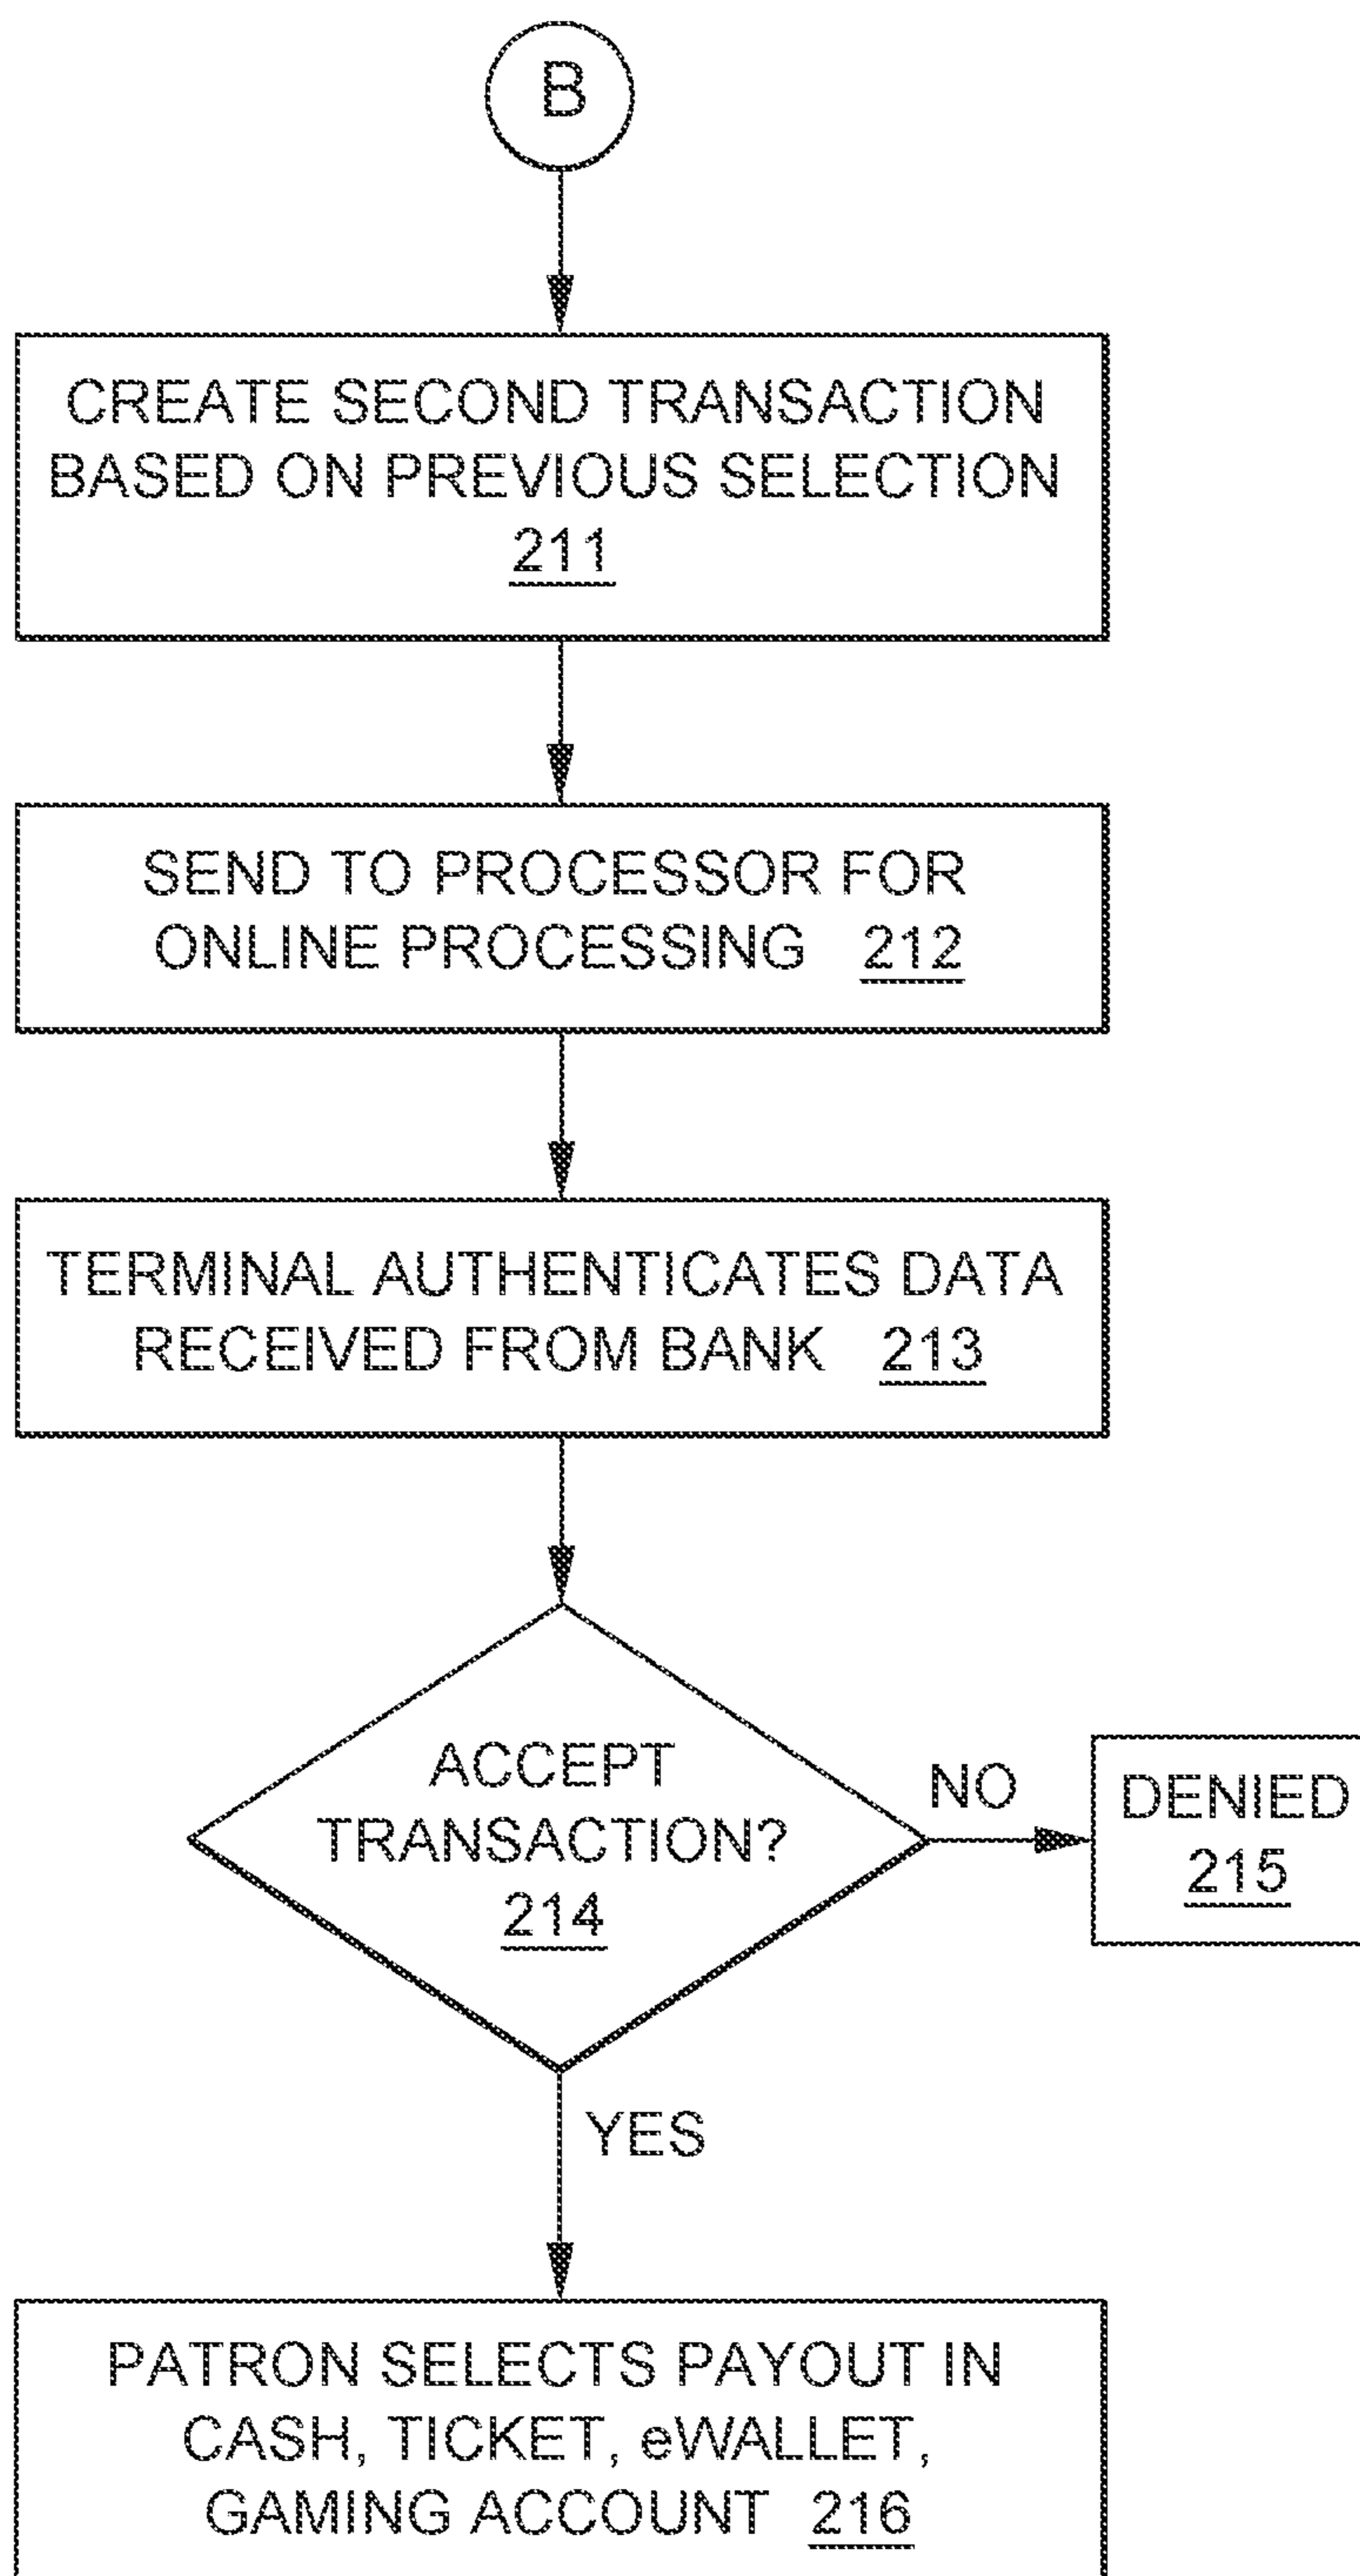 B
CREATE SECOND TRANSACTION
BASED ON PREVIOUS SELECTION
211
SEND TO PROCESSOR FOR
ONLINE PROCESSING 212
TERMINAL AUTHENTICATES DATA
RECEIVED FROM BANK 213
ACCEPT
TRANSACTION?
214
NO
DENIED
215
YES
PATRON SELECTS PAYOUT IN
CASH, TICKET, eWALLET,
GAMING ACCOUNT 216